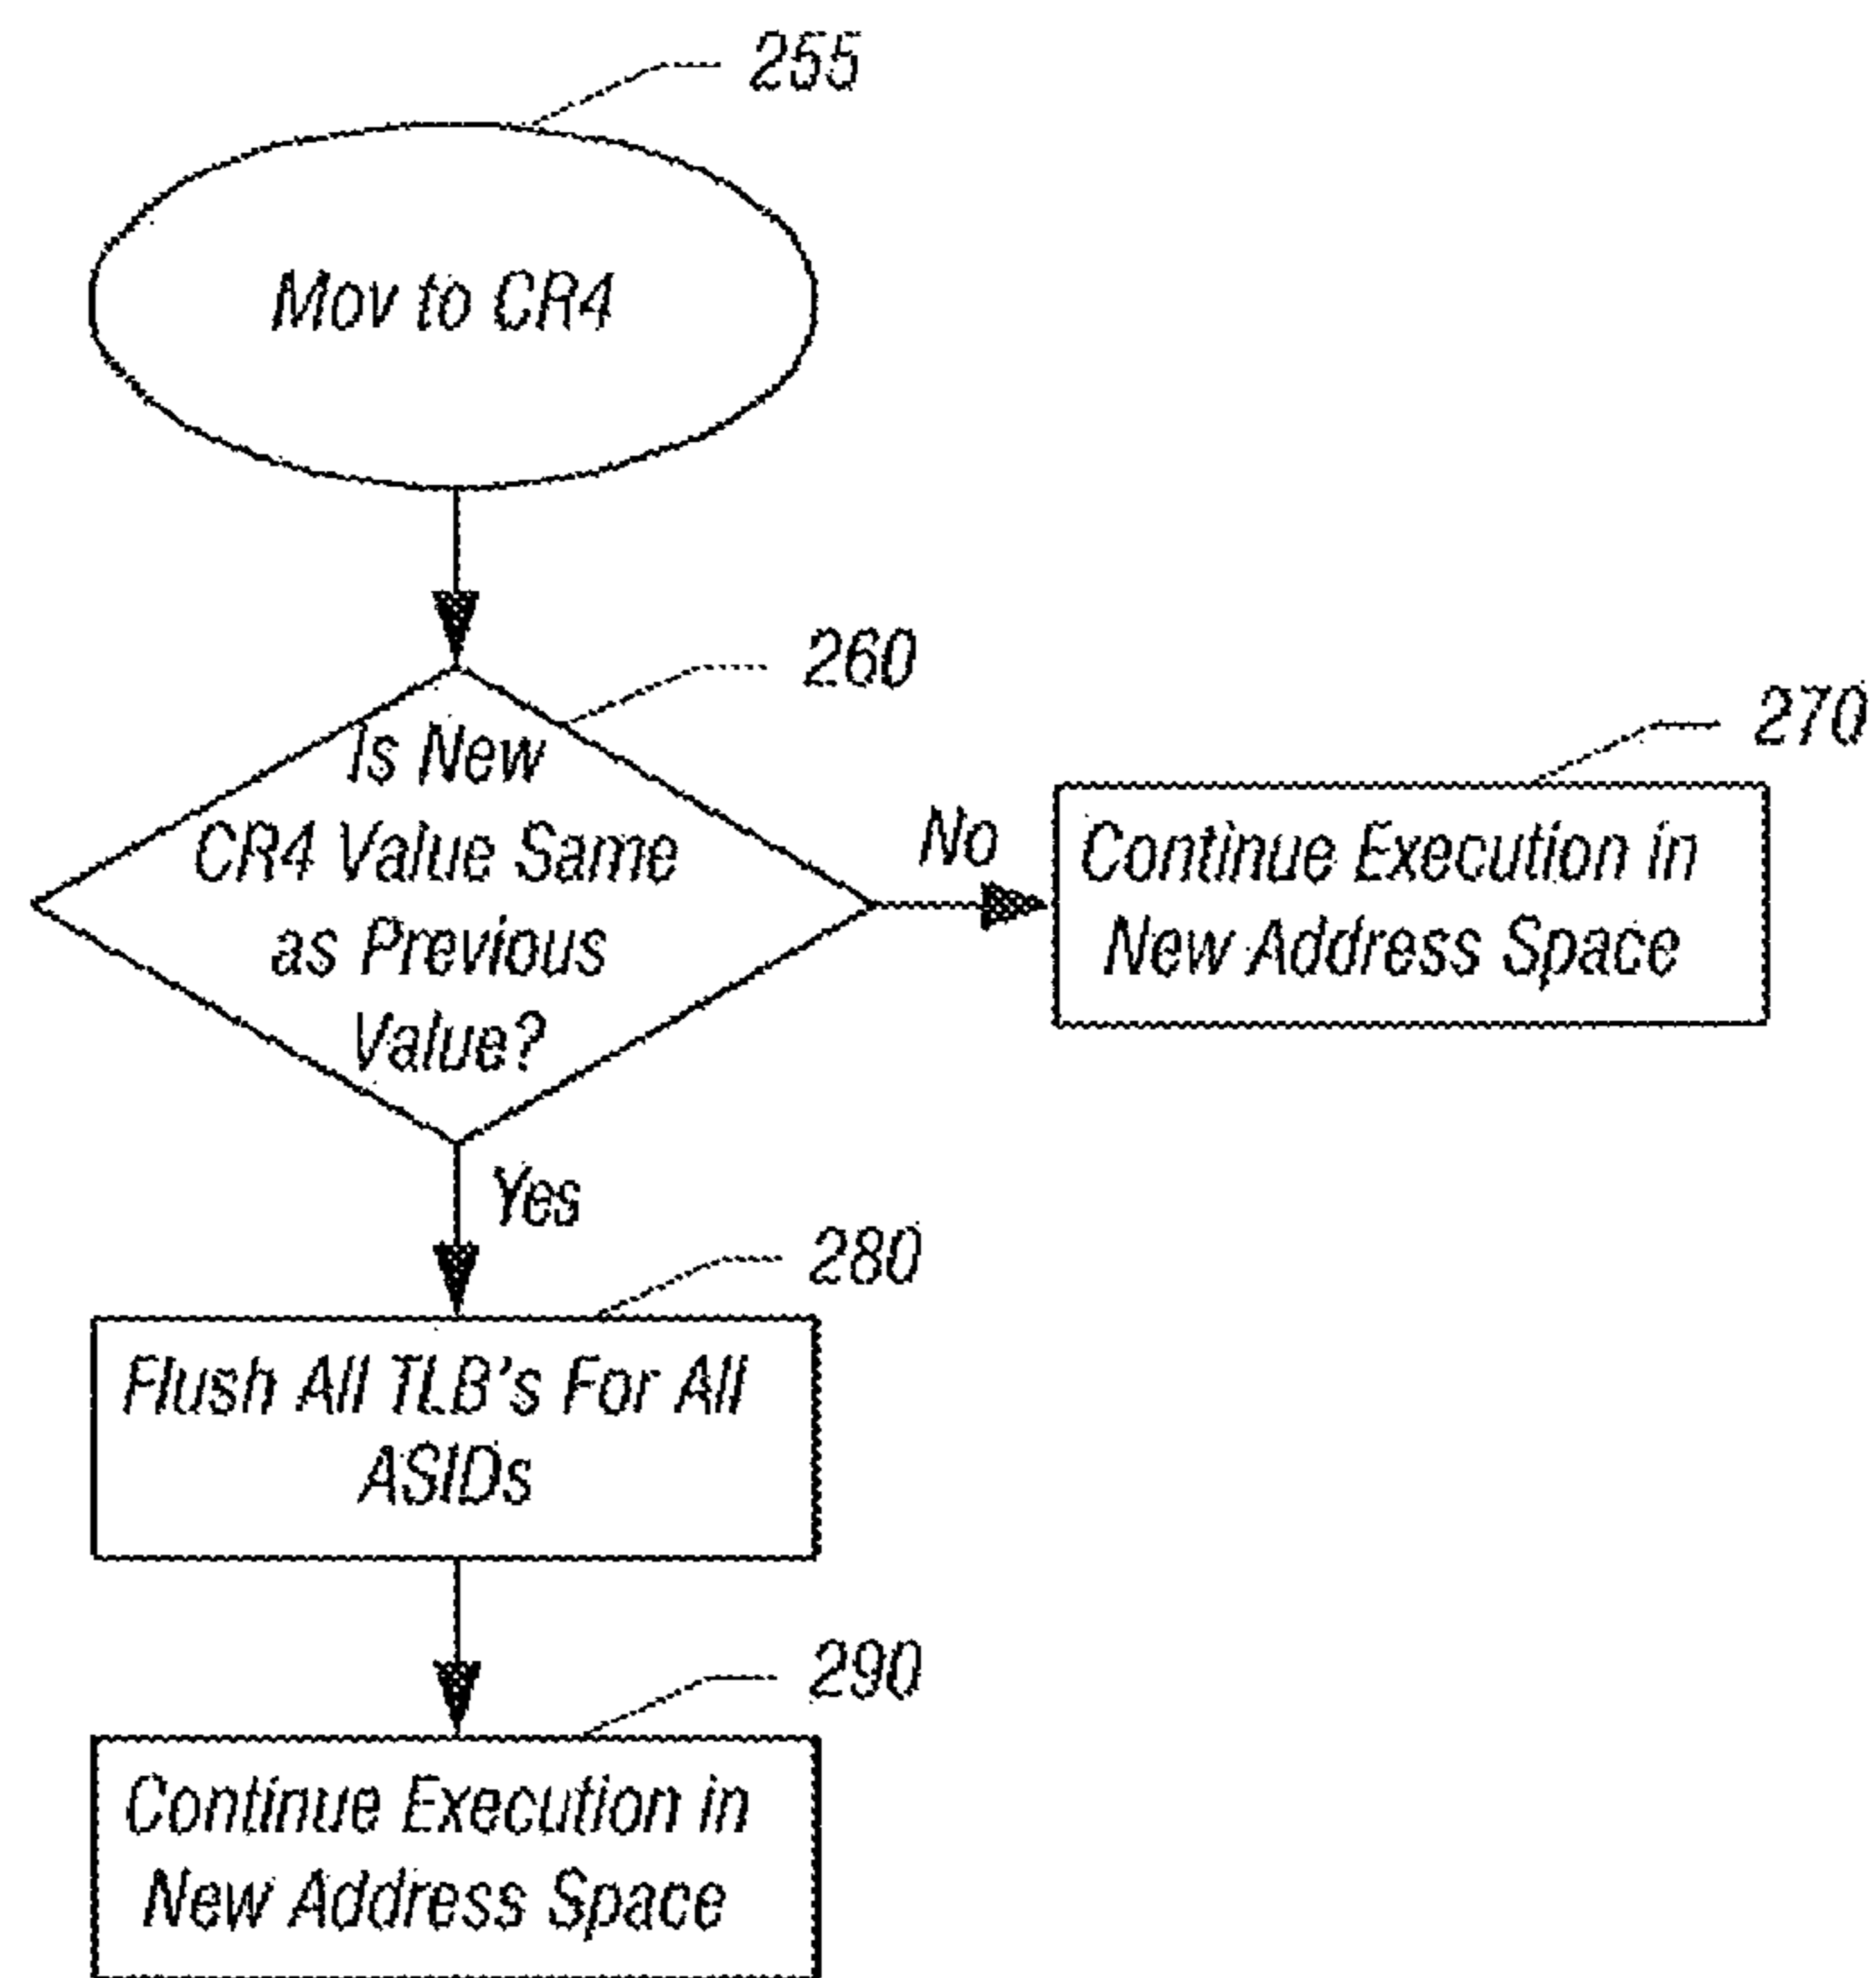 255
Mov to CR4
260
Is New
CR4 Value Same
as Previous
Value?
No
270
Continue Execution in
New Address Space
Yes
280
Flush All TLB's For All
ASIDs
290
Continue Execution in
New Address Space